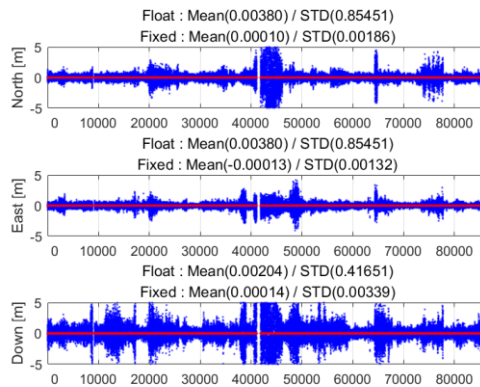 Float : Mean(0.00380) / STD(0.85451)
Fixed : Mean(0.00010) / STD(0.00186)
North [m]
5
0
-5
0 10000 20000 30000 40000 50000 60000 70000 80000
Float : Mean(0.00380) / STD(0.85451)
Fixed : Mean(-0.00013) / STD(0.00132)
East [m]
5
0
-5
0 10000 20000 30000 40000 50000 60000 70000 80000
Float : Mean(0.00204) / STD(0.41651)
Fixed : Mean(0.00014) / STD(0.00339)
Down [m]
5
0
-5
0 10000 20000 30000 40000 50000 60000 70000 80000